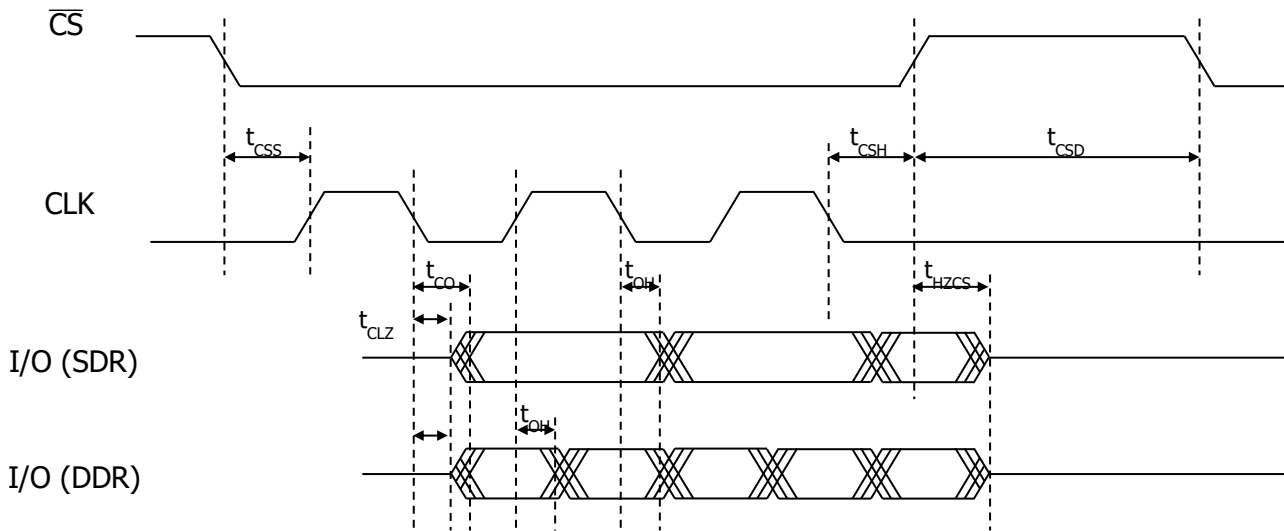 CS
tCSS
tCSH
tCSD
CLK
tCO
tOH
tHZCS
tCLZ
I/O (SDR)
tOH
I/O (DDR)